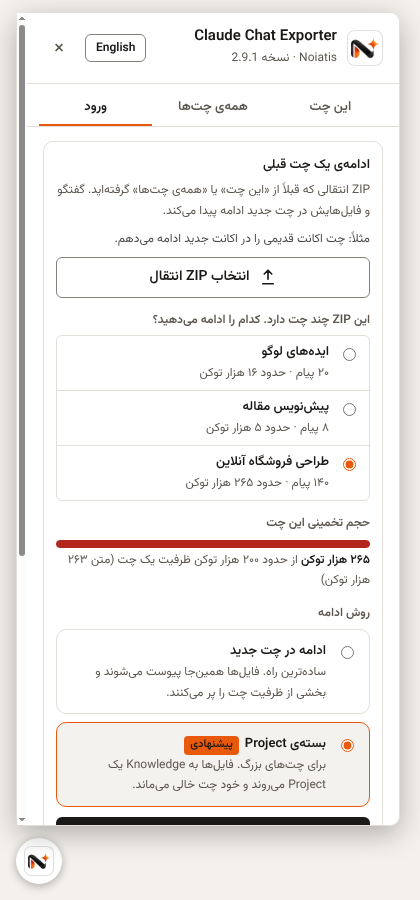 Claude Chat Exporter
Noiatis · نسخه 2.9.1
English
×
این چت
همه‌ی چت‌ها
ورود
ادامه‌ی یک چت قبلی
ZIP انتقالی که قبلاً از «این چت» یا «همه‌ی چت‌ها» گرفته‌اید. گفتگو
و فایل‌هایش در چت جدید ادامه پیدا می‌کند.
مثلاً: چت اکانت قدیمی را در اکانت جدید ادامه می‌دهم.
انتخاب ZIP انتقال
این ZIP چند چت دارد. کدام را ادامه می‌دهید؟
ایده‌های لوگو
۲۰ پیام · حدود ۱۶ هزار توکن
پیش‌نویس مقاله
۸ پیام · حدود ۵ هزار توکن
طراحی فروشگاه آنلاین
۱۴۰ پیام · حدود ۲۶۵ هزار توکن
حجم تخمینی این چت
۲۶۵ هزار توکن از حدود ۲۰۰ هزار توکن ظرفیت یک چت (متن ۲۶۳
هزار توکن)
روش ادامه
ادامه در چت جدید
ساده‌ترین راه. فایل‌ها همین‌جا پیوست می‌شوند و
بخشی از ظرفیت چت را پر می‌کنند.
بسته‌ی Project پیشنهادی
برای چت‌های بزرگ. فایل‌ها به Knowledge یک
Project می‌روند و خود چت خالی می‌ماند.